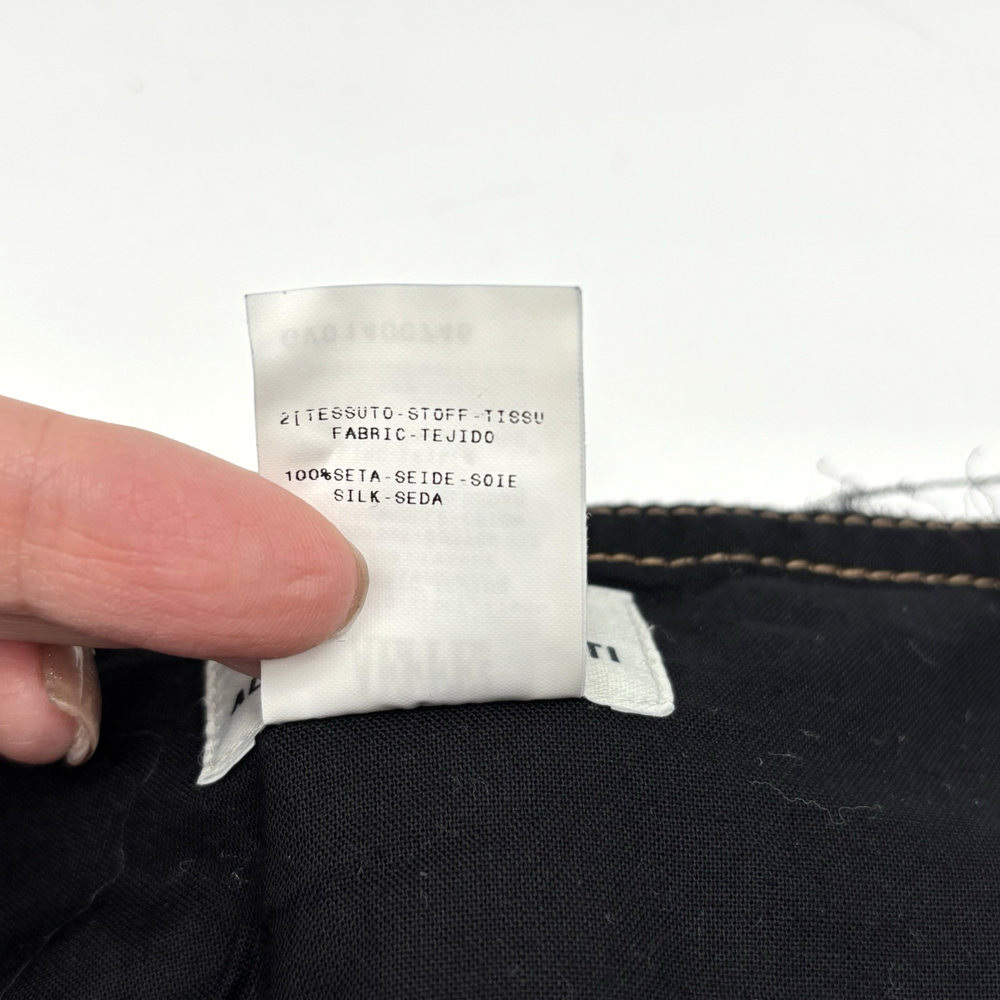 2[TESSUTO-STOFF-TISSU
FABRIC-TEJIDO
100%SETA-SEIDE-SOIE
SILK-SEDA